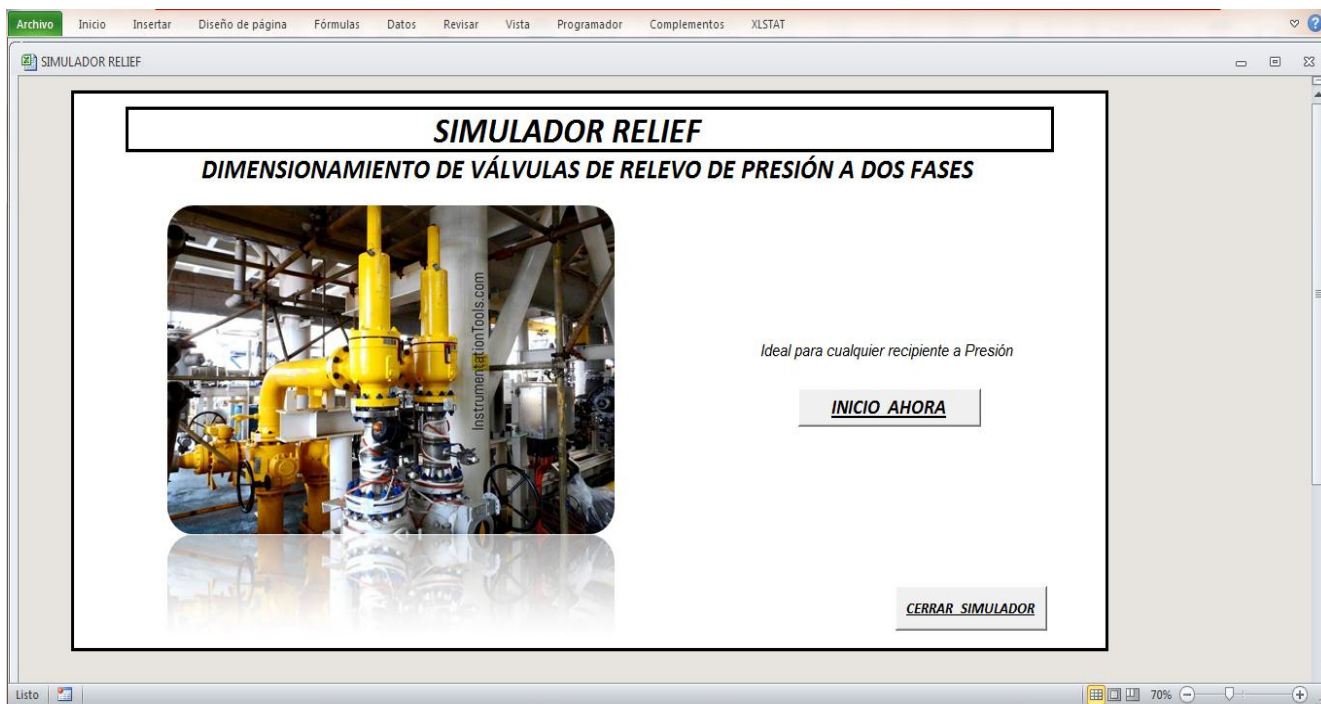 Archivo Inicio Insertar Diseño de página Fórmulas Datos Revisar Vista Programador Complementos XLSTAT
SIMULADOR RELIEF
SIMULADOR RELIEF
DIMENSIONAMIENTO DE VÁLVULAS DE RELEVO DE PRESIÓN A DOS FASES
InstrumentationTools.com
Ideal para cualquier recipiente a Presión
INICIO AHORA
CERRAR SIMULADOR
Listo 70%